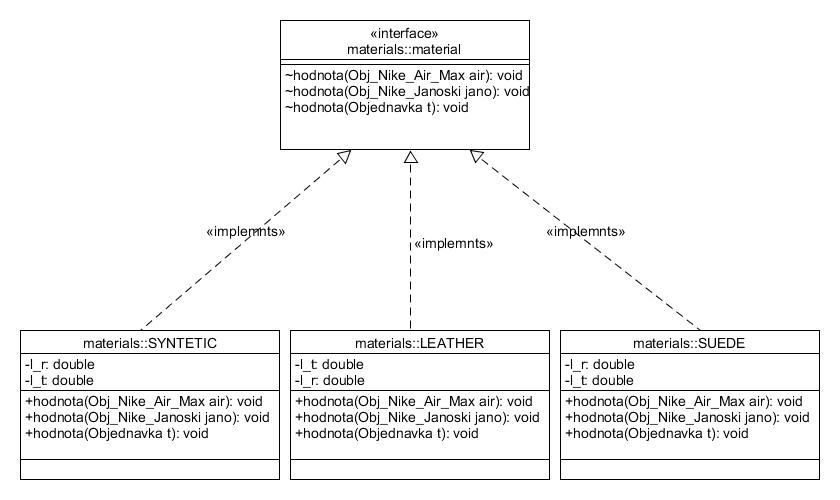 «interface»
materials::material
~hodnota(Obj_Nike_Air_Max air): void
~hodnota(Obj_Nike_Janoski jano): void
~hodnota(Objednavka t): void
«implemnts»
«implemnts»
«implemnts»
materials::SYNTETIC
-l_r: double
-l_t: double
+hodnota(Obj_Nike_Air_Max air): void
+hodnota(Obj_Nike_Janoski jano): void
+hodnota(Objednavka t): void
materials::LEATHER
-l_t: double
-l_r: double
+hodnota(Obj_Nike_Air_Max air): void
+hodnota(Obj_Nike_Janoski jano): void
+hodnota(Objednavka t): void
materials::SUEDE
-l_r: double
-l_t: double
+hodnota(Obj_Nike_Air_Max air): void
+hodnota(Obj_Nike_Janoski jano): void
+hodnota(Objednavka t): void